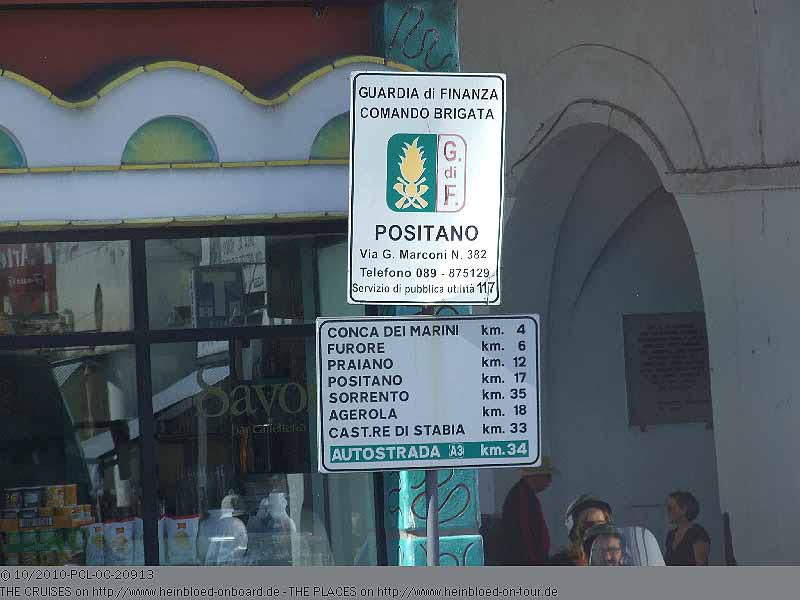 GUARDIA di FINANZA
COMANDO BRIGATA
G.
di
F.
POSITANO
Via G. Marconi N. 382
Telefono 089 - 875129
Servizio di pubblica utilità 117
CONCA DEI MARINI km. 4
FURORE km. 6
PRAIANO km. 12
POSITANO km. 17
SORRENTO km. 35
AGEROLA km. 18
CAST.RE DI STABIA km. 33
AUTOSTRADA A3 km. 34
Savo
© 10/2010-PCL-OC-20913
THE CRUISES on http://www.heinbloed-onboard.de - THE PLACES on http://www.heinbloed-on-tour.de